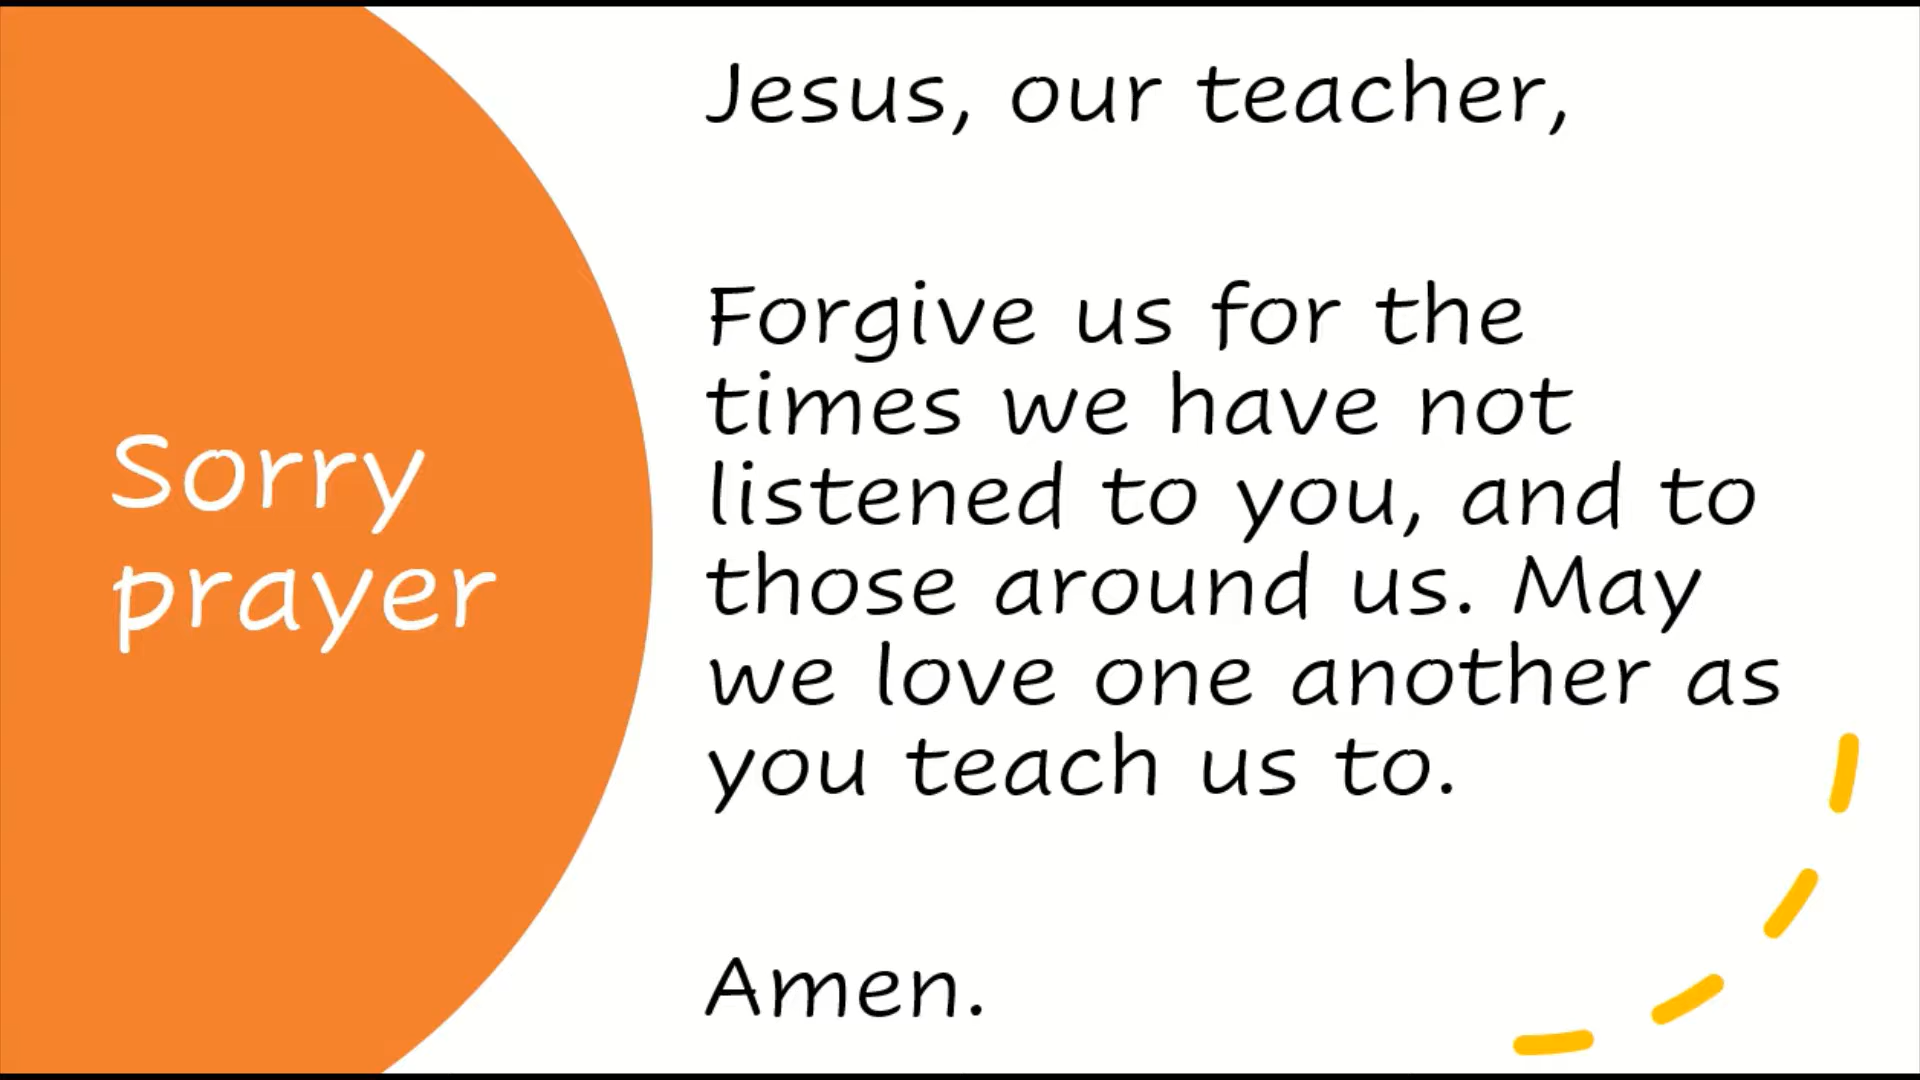 Sorry
prayer
Jesus, our teacher,
Forgive us for the
times we have not
listened to you, and to
those around us. May
we love one another as
you teach us to.
Amen.